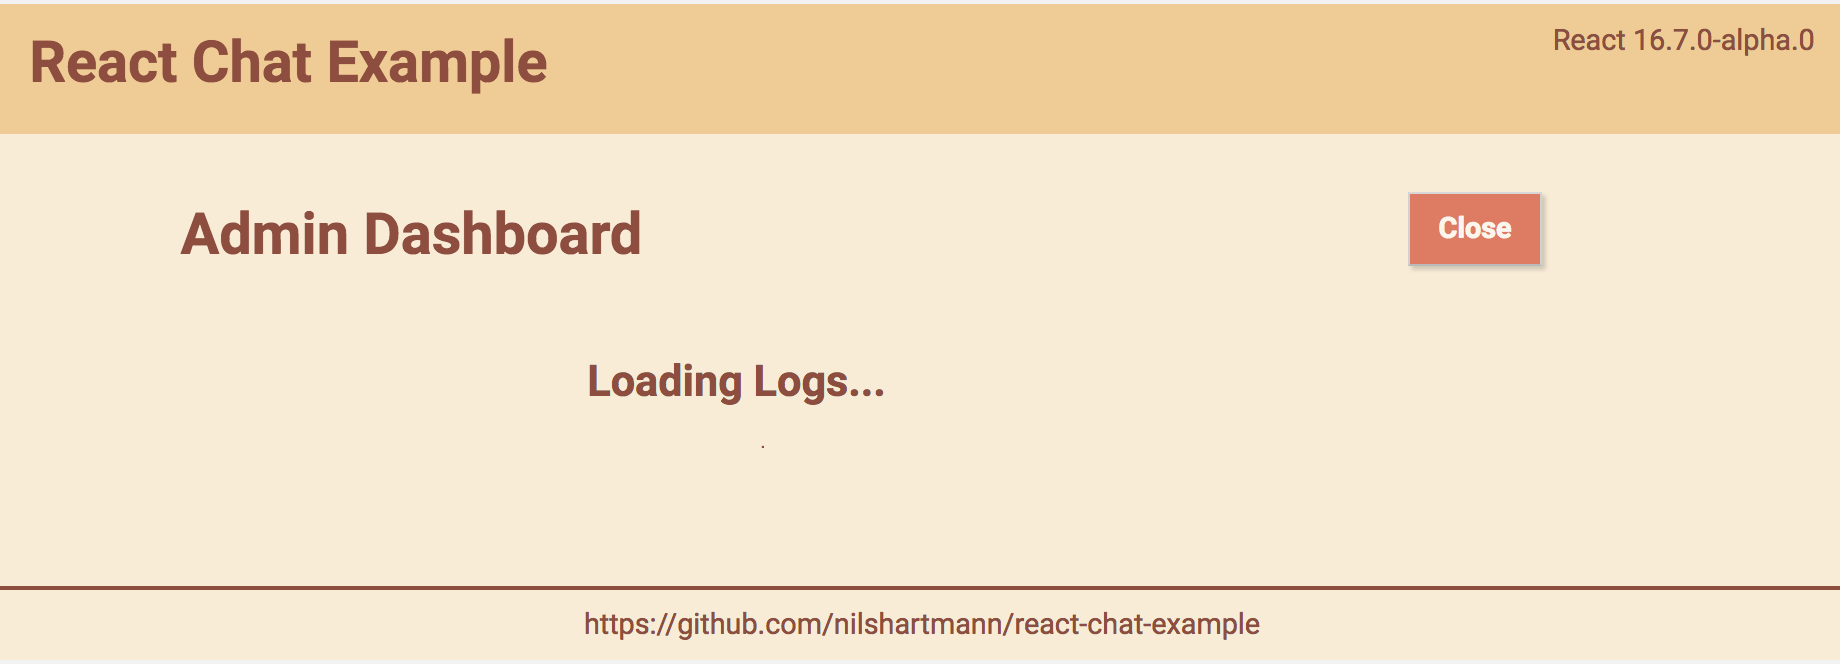 React Chat Example
React 16.7.0-alpha.0
Admin Dashboard
Close
Loading Logs...
.
https://github.com/nilshartmann/react-chat-example